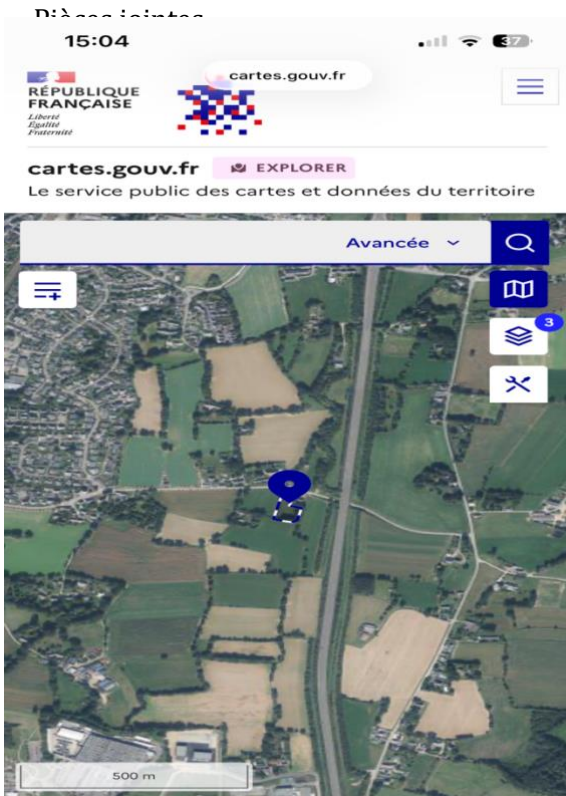 Pièces jointes
15:04
37
cartes.gouv.fr
RÉPUBLIQUE
FRANÇAISE
Liberté
Égalité
Fraternité
cartes.gouv.fr EXPLORER
Le service public des cartes et données du territoire
Avancée
3
500 m